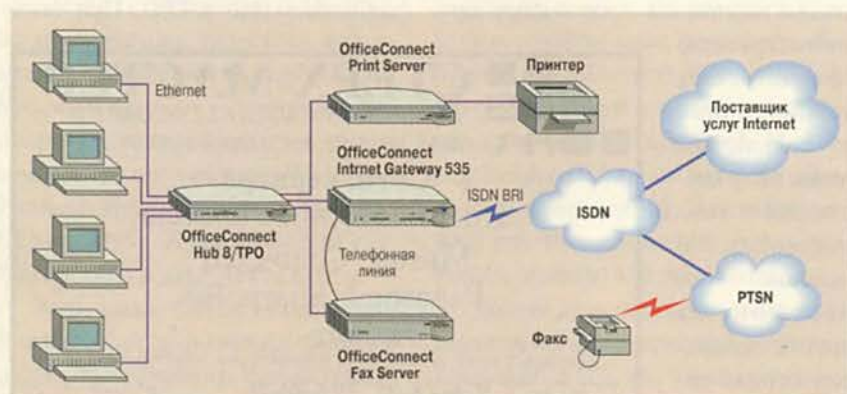 Ethernet
OfficeConnect
Print Server
Принтер
Поставщик
услуг Internet
OfficeConnect
Intrnet Gateway 535
ISDN BRI
ISDN
OfficeConnect
Hub 8/TPO
Телефонная
линия
PTSN
Факс
OfficeConnect
Fax Server